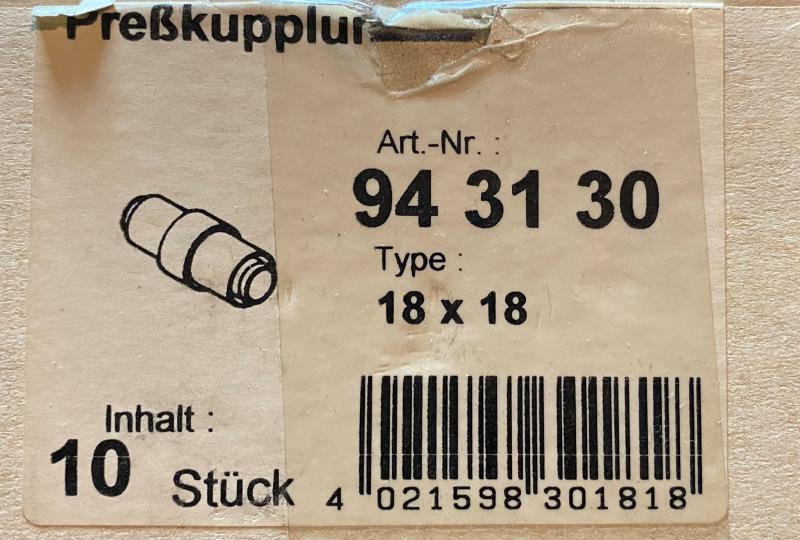 Preßkupplun
Art.-Nr. :
94 31 30
Type :
18 x 18
Inhalt :
10 Stück
4 021598 301818